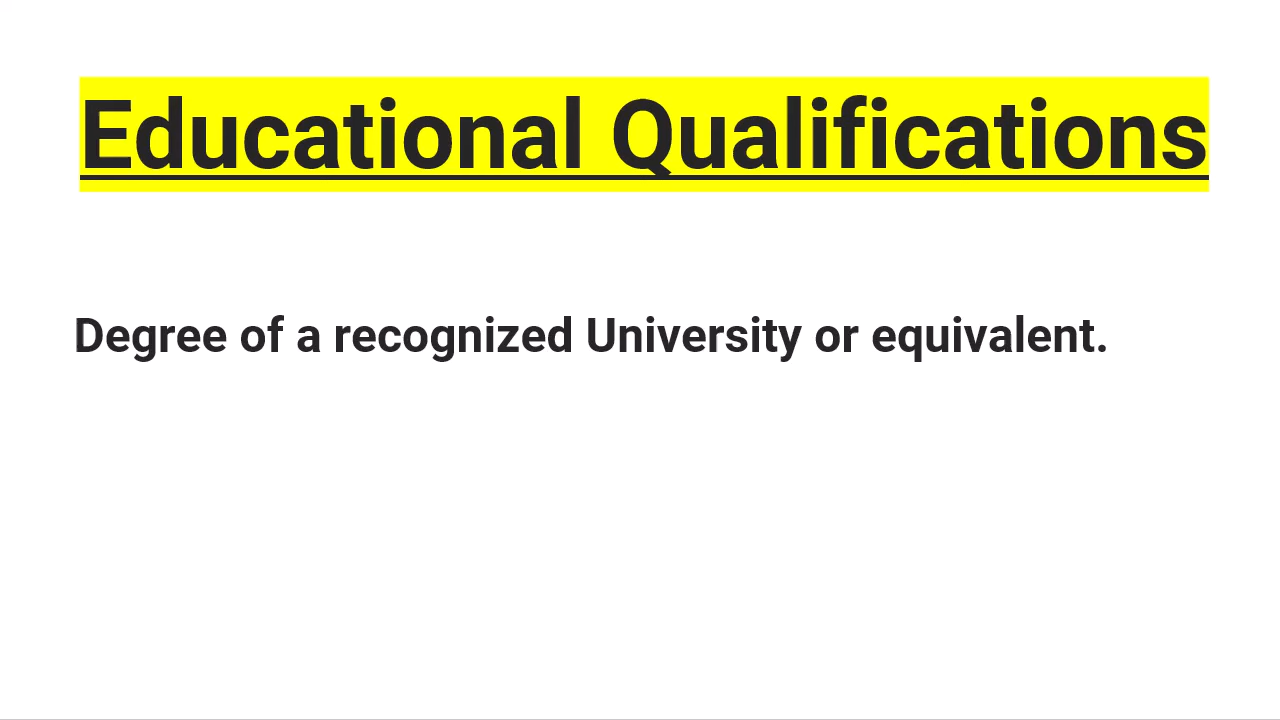 Educational Qualifications
Degree of a recognized University or equivalent.